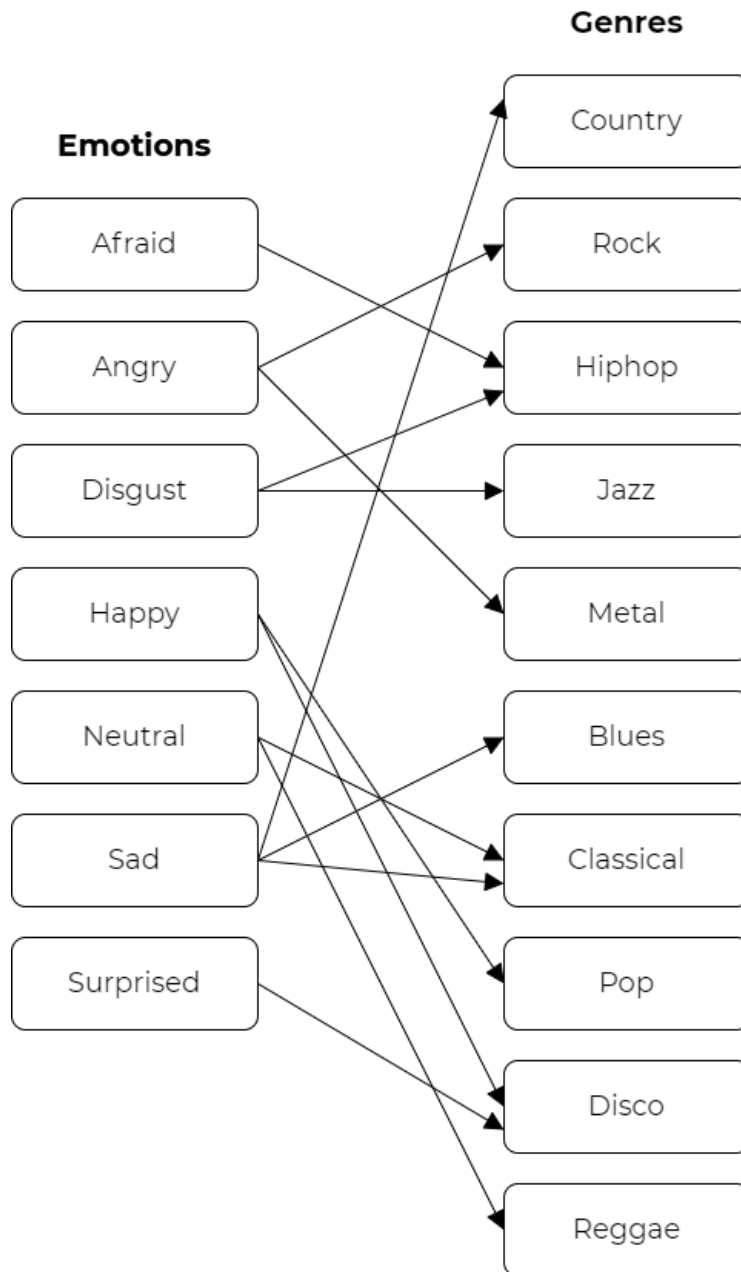 Genres
Emotions
Country
Afraid
Rock
Angry
Hiphop
Disgust
Jazz
Happy
Metal
Neutral
Blues
Sad
Classical
Surprised
Pop
Disco
Reggae